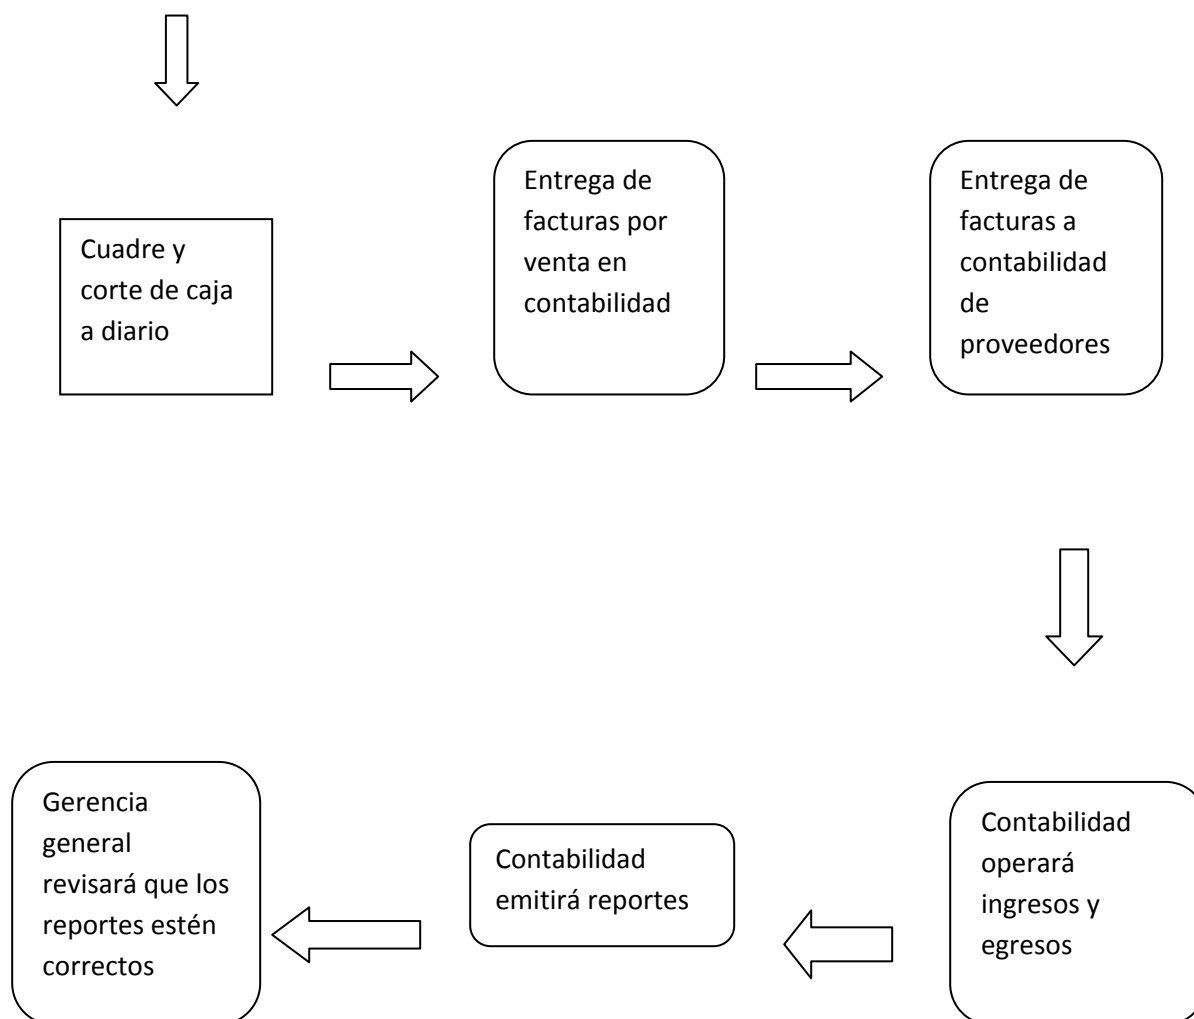 Cuadre y
corte de caja
a diario
Entrega de
facturas por
venta en
contabilidad
Entrega de
facturas a
contabilidad
de
proveedores
Contabilidad
operará
ingresos y
egresos
Contabilidad
emitirá reportes
Gerencia
general
revisará que los
reportes estén
correctos